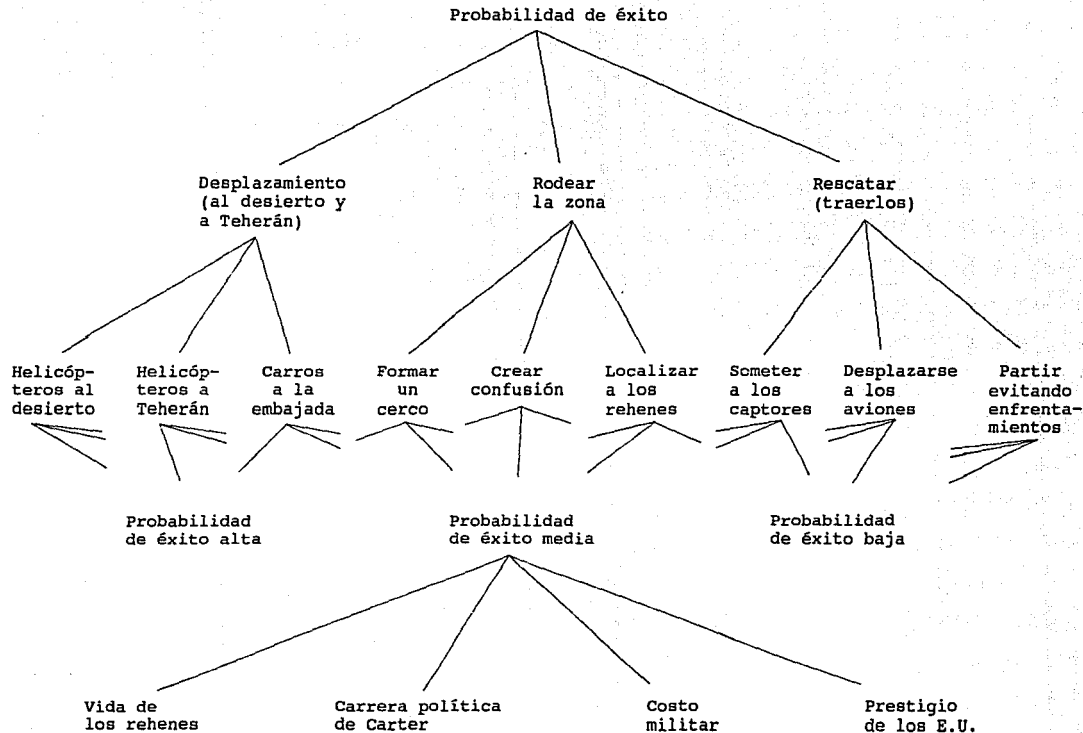 Probabilidad de éxito
Desplazamiento
(al desierto y
a Teherán)
Rodear
la zona
Rescatar
(traerlos)
Helicóp-
teros al
desierto
Helicóp-
teros a
Teherán
Carros
a la
embajada
Formar
un
cerco
Crear
confusión
Localizar
a los
rehenes
Someter
a los
captores
Desplazarse
a los
aviones
Partir
evitando
enfrenta-
mientos
Probabilidad
de éxito alta
Probabilidad
de éxito media
Probabilidad
de éxito baja
Vida de
los rehenes
Carrera política
de Carter
Costo
militar
Prestigio
de los E.U.